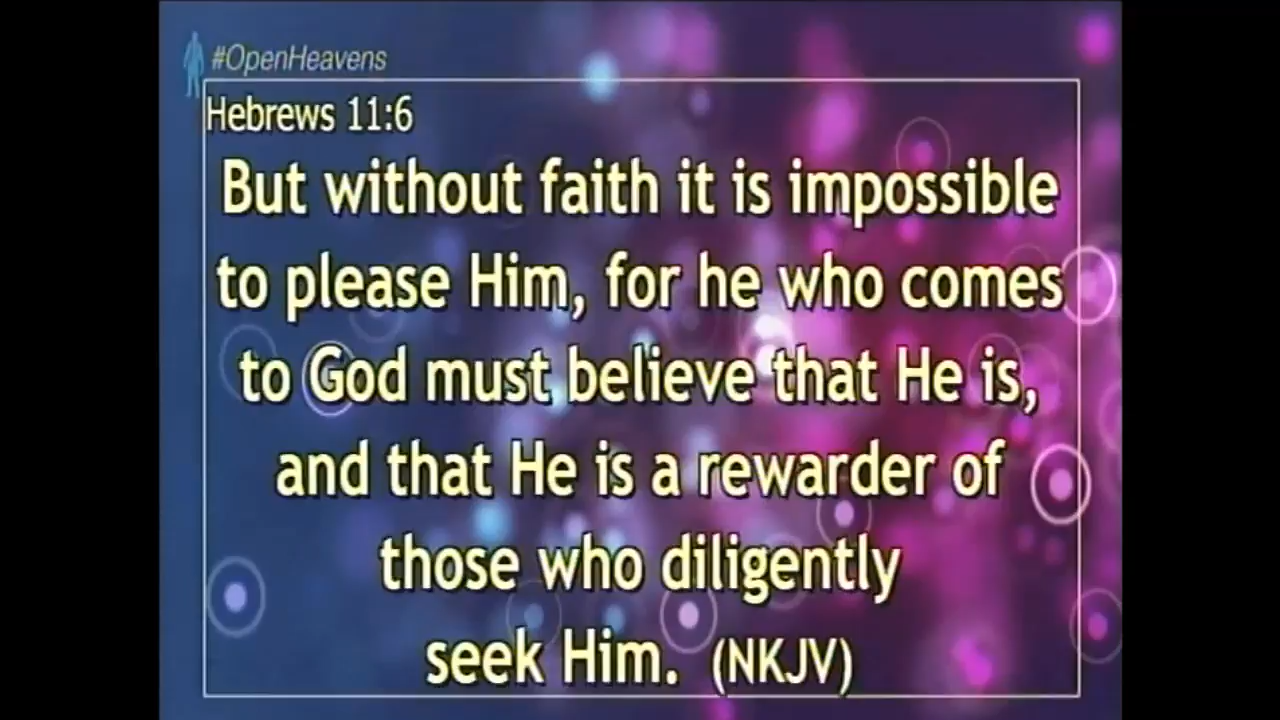 #OpenHeavens
Hebrews 11:6
But without faith it is impossible
to please Him, for he who comes
to God must believe that He is,
and that He is a rewarder of
those who diligently
seek Him. (NKJV)